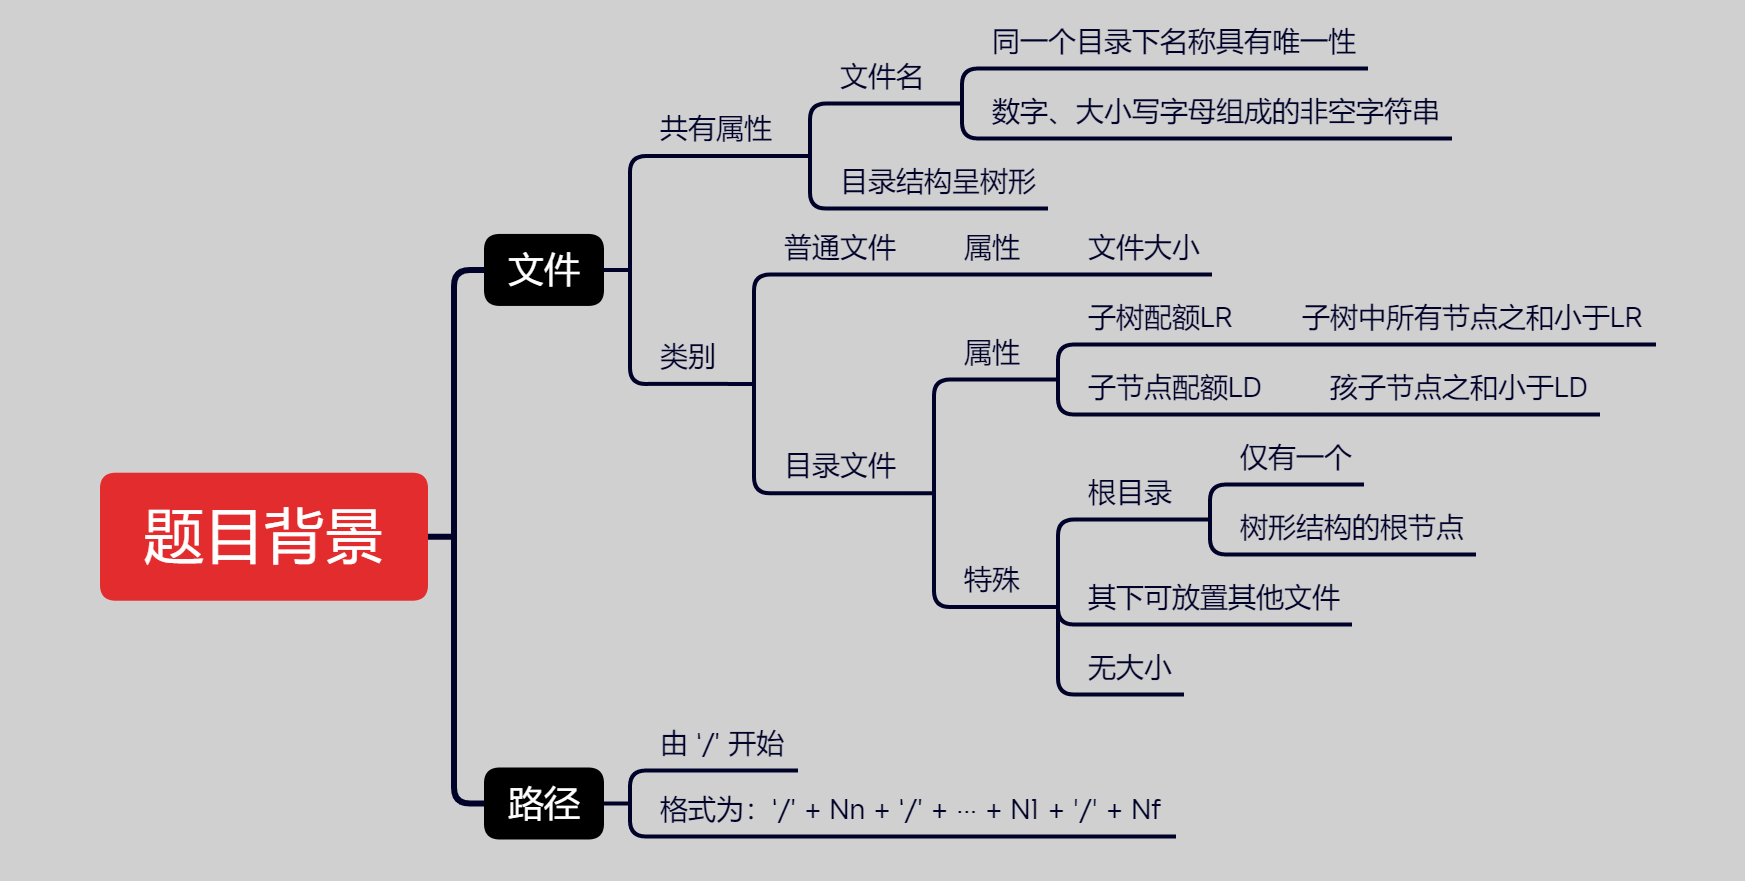 题目背景
文件
共有属性
文件名
同一个目录下名称具有唯一性
数字、大小写字母组成的非空字符串
目录结构呈树形
类别
普通文件
属性
文件大小
目录文件
属性
子树配额LR
子树中所有节点之和小于LR
子节点配额LD
孩子节点之和小于LD
特殊
根目录
仅有一个
树形结构的根节点
其下可放置其他文件
无大小
路径
由 '/' 开始
格式为：'/' + Nn + '/' + ··· + N1 + '/' + Nf